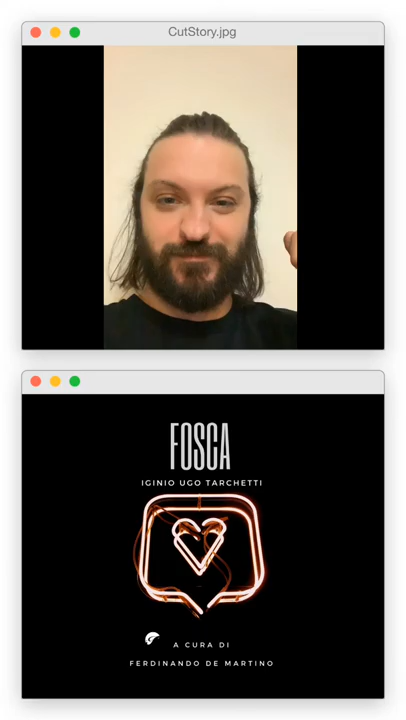 CutStory.jpg
FOSCA
IGINIO UGO TARCHETTI
A CURA DI
FERDINANDO DE MARTINO